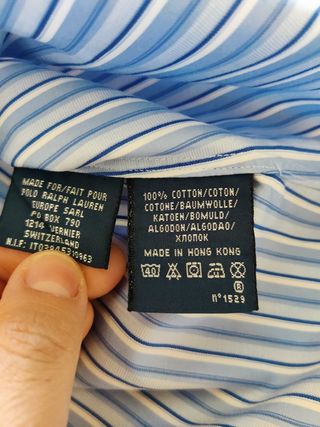 MADE FOR/FAIT POUR
POLO RALPH LAUREN
EUROPE SARL
PO BOX 790
1214 VERNIER
SWITZERLAND
N.I.F:
100% COTTON/COTON/
COTONE/BAUMWOLLE/
KATOEN/BOMULD/
ALGODON/ALGODAO/
ХЛОПОК
MADE IN HONG KONG
40
nº1529